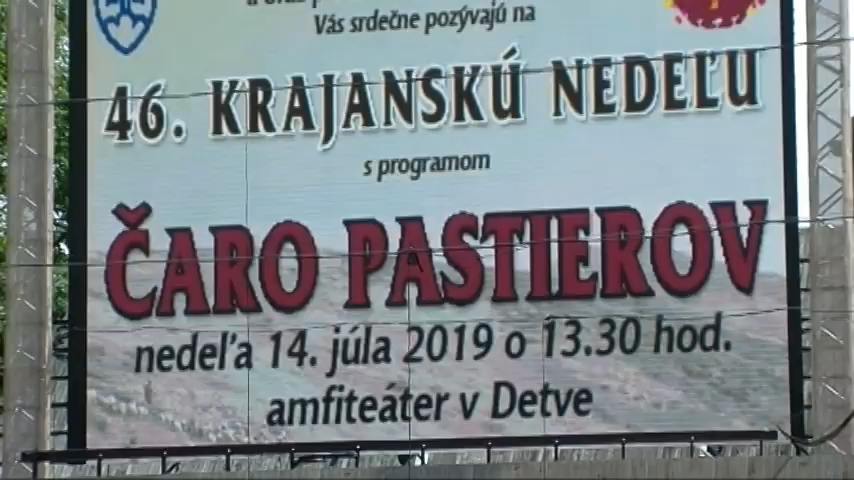 Vás srdečne pozývajú na
46. KRAJANSKÚ NEDEĽU
s programom
ČARO PASTIEROV
nedeľa 14. júla 2019 o 13.30 hod.
amfiteáter v Detve